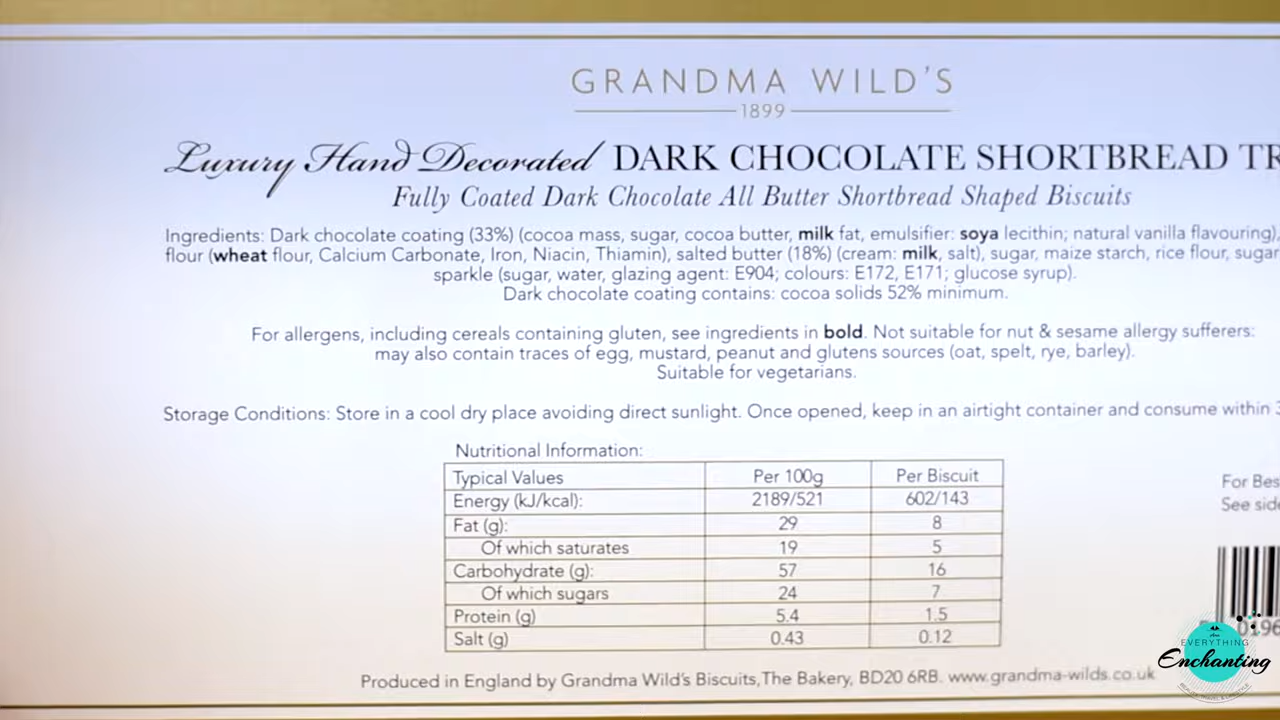 GRANDMA WILD'S
1899
Luxury Hand Decorated DARK CHOCOLATE SHORTBREAD TR
Fully Coated Dark Chocolate All Butter Shortbread Shaped Biscuits
Ingredients: Dark chocolate coating (33%) (cocoa mass, sugar, cocoa butter, milk fat, emulsifier: soya lecithin; natural vanilla flavouring),
flour (wheat flour, Calcium Carbonate, Iron, Niacin, Thiamin), salted butter (18%) (cream: milk, salt), sugar, maize starch, rice flour, sugar
sparkle (sugar, water, glazing agent: E904; colours: E172, E171; glucose syrup).
Dark chocolate coating contains: cocoa solids 52% minimum.
For allergens, including cereals containing gluten, see ingredients in bold. Not suitable for nut & sesame allergy sufferers:
may also contain traces of egg, mustard, peanut and glutens sources (oat, spelt, rye, barley).
Suitable for vegetarians.
Storage Conditions: Store in a cool dry place avoiding direct sunlight. Once opened, keep in an airtight container and consume within 3
Nutritional Information:
Typical Values Per 100g Per Biscuit
Energy (kJ/kcal): 2189/521 602/143
Fat (g): 29 8
Of which saturates 19 5
Carbohydrate (g): 57 16
Of which sugars 24 7
Protein (g) 5.4 1.5
Salt (g) 0.43 0.12
For Bes
See side
Produced in England by Grandma Wild's Biscuits, The Bakery, BD20 6RB. www.grandma-wilds.co.uk
EVERYTHING
Enchanting